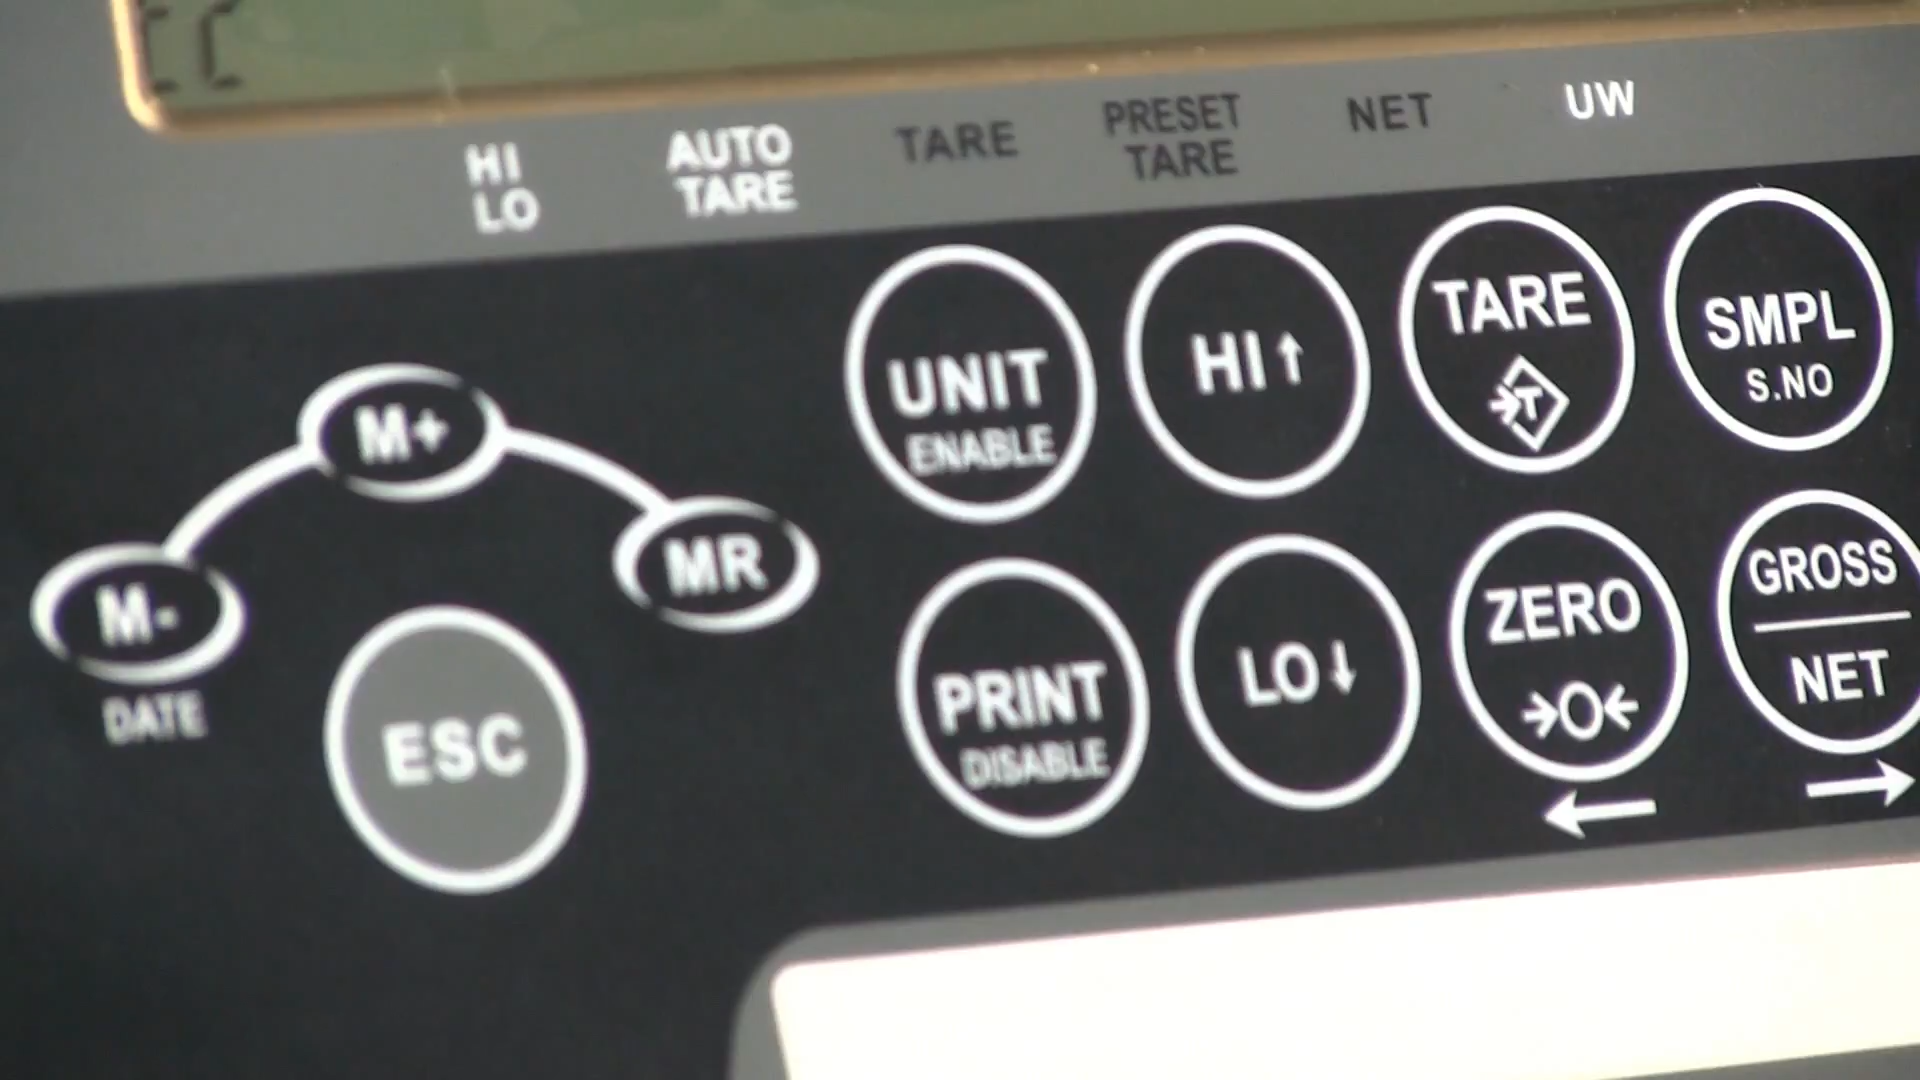 HI
LO
AUTO
TARE
TARE
PRESET
TARE
NET
UW
UNIT
ENABLE
HI↑
TARE
→T
SMPL
S.NO
M+
M-
DATE
MR
ESC
PRINT
DISABLE
LO↓
ZERO
→O←
←
GROSS
NET
→